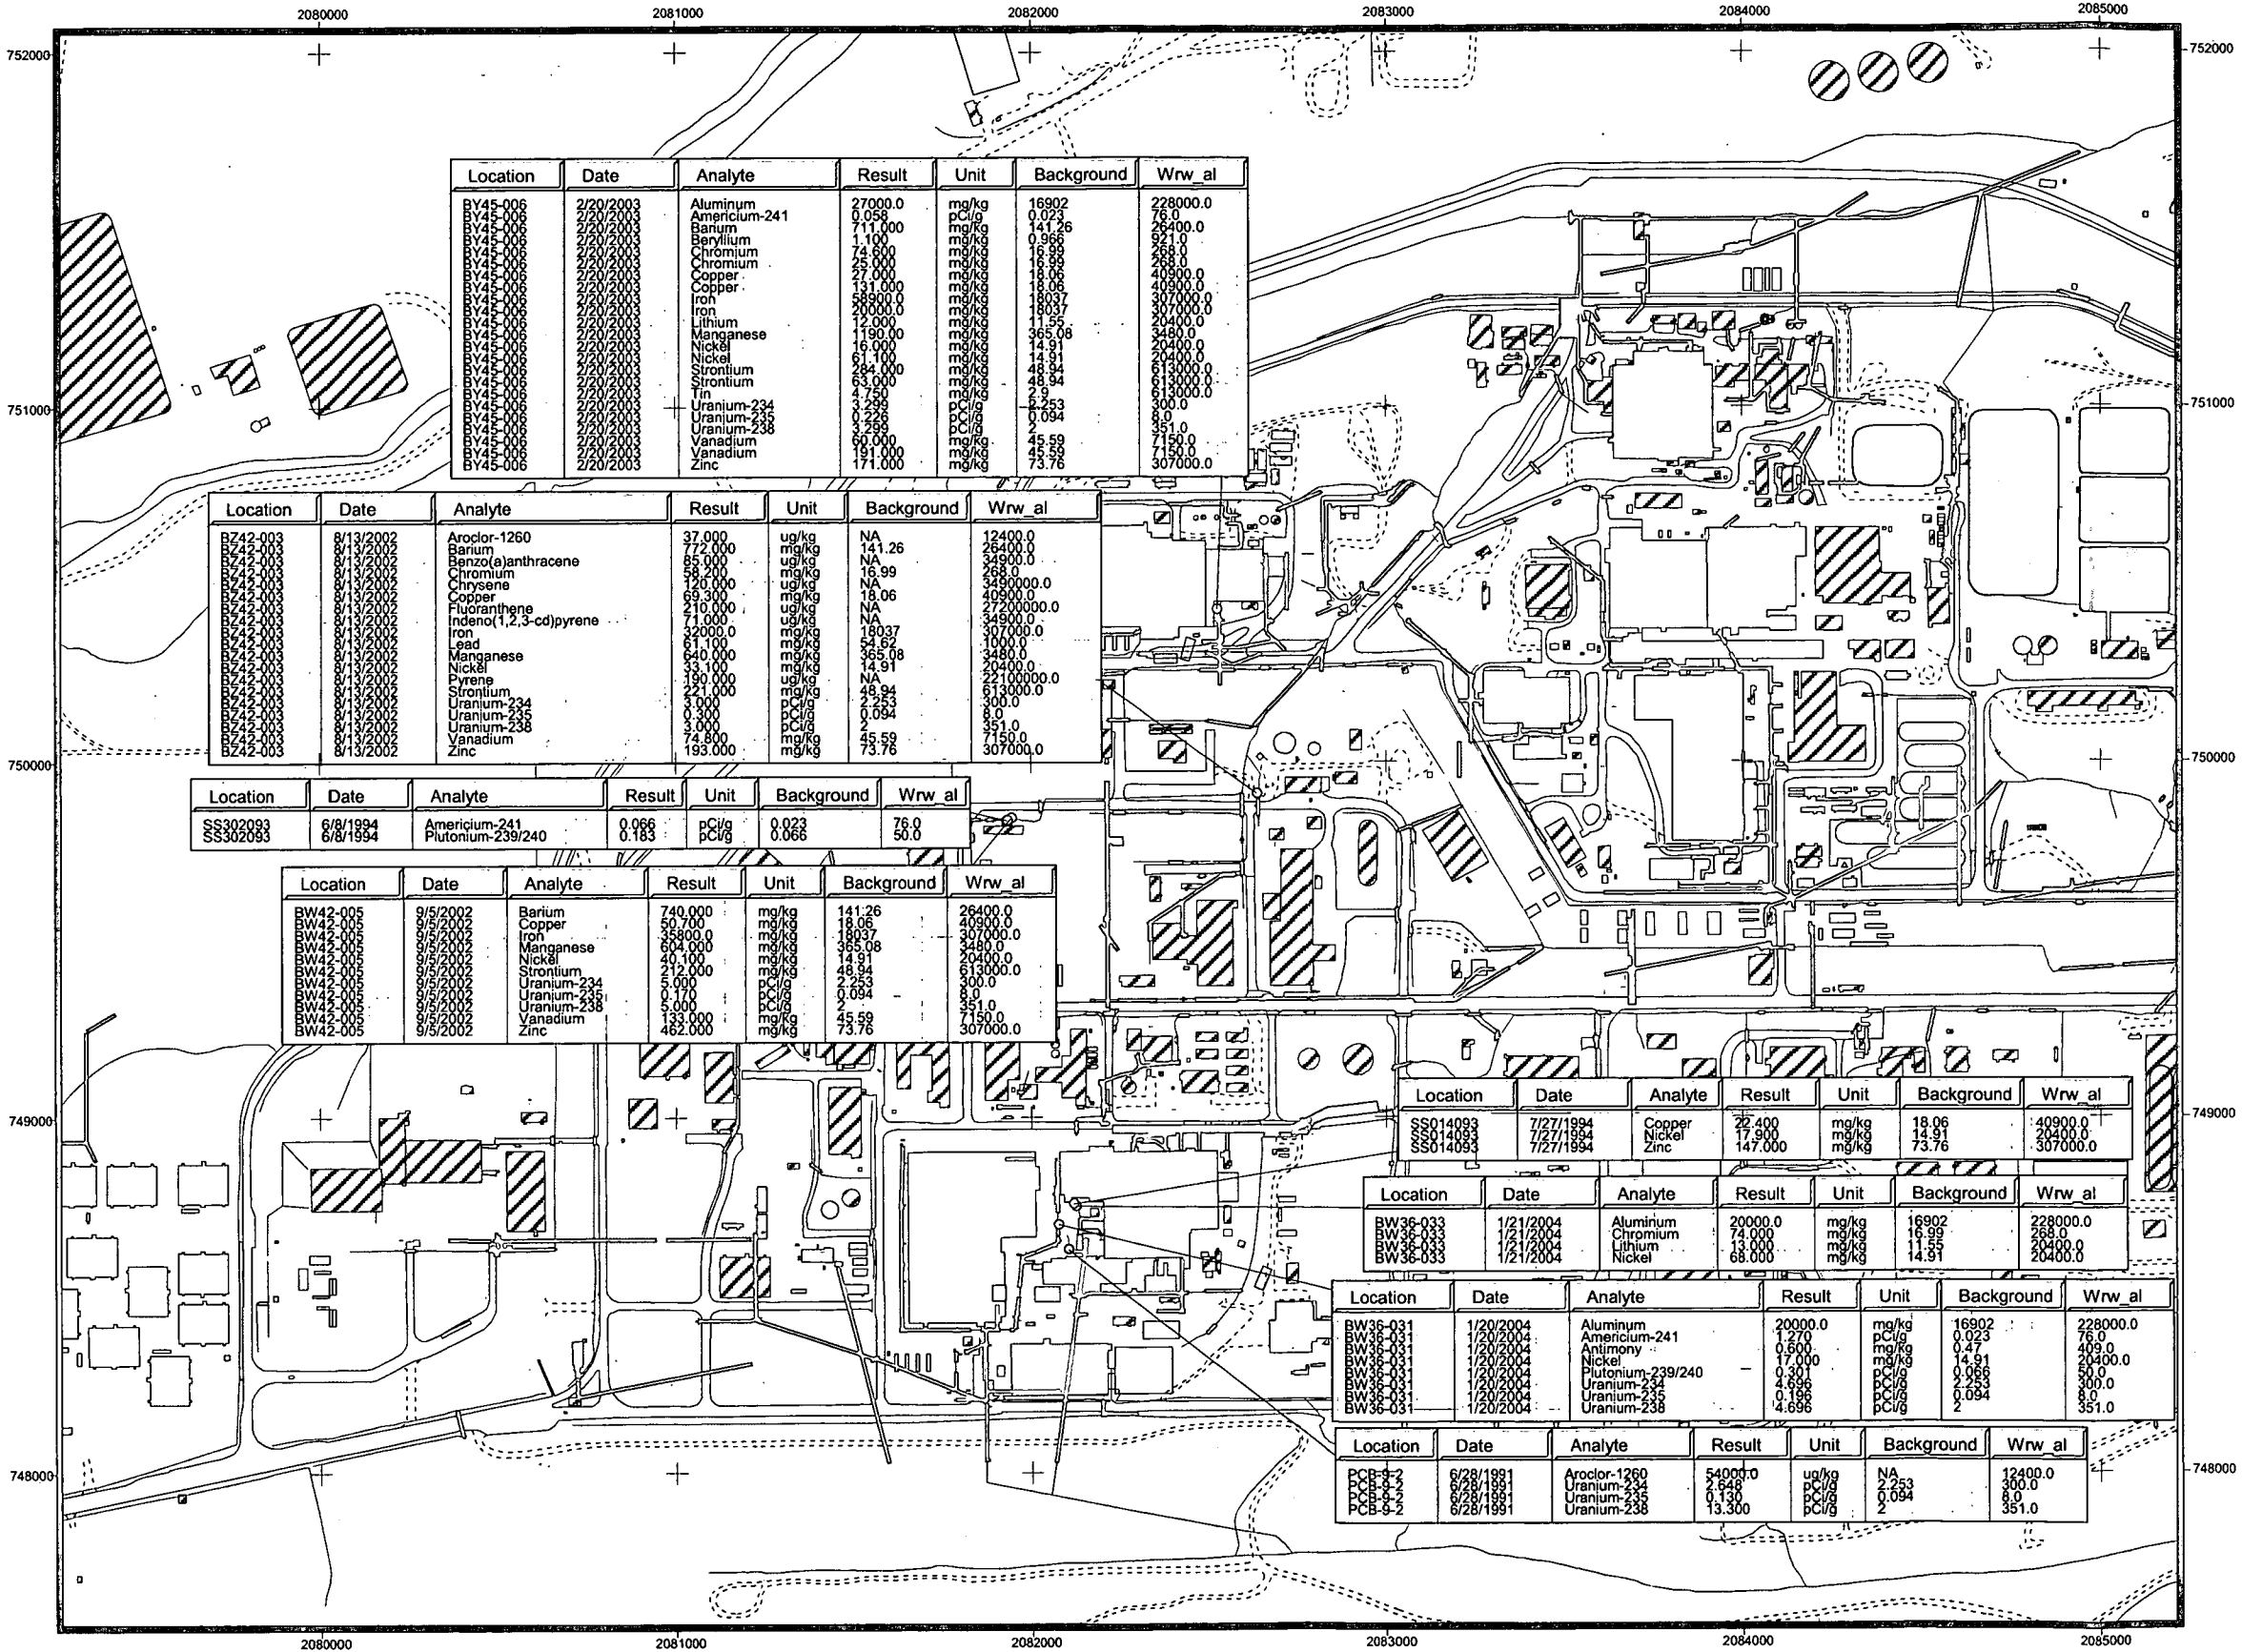 2080000 2081000 2082000 2083000 2084000 2085000
752000 752000
Location Date Analyte Result Unit Background Wrw_al
BY45-006 2/20/2003 Aluminum 27000.0 mg/kg 16902 228000.0
BY45-006 2/20/2003 Americium-241 0.058 pCi/g 0.023 76.0
BY45-006 2/20/2003 Barium 711.000 mg/kg 141.26 26400.0
BY45-006 2/20/2003 Beryllium 1.100 mg/kg 0.966 921.0
BY45-006 2/20/2003 Chromium 74.600 mg/kg 16.99 268.0
BY45-006 2/20/2003 Chromium 25.000 mg/kg 16.99 268.0
BY45-006 2/20/2003 Copper 27.000 mg/kg 18.06 40900.0
BY45-006 2/20/2003 Copper 131.000 mg/kg 18.06 40900.0
BY45-006 2/20/2003 Iron 58900.0 mg/kg 18037 307000.0
BY45-006 2/20/2003 Iron 20000.0 mg/kg 18037 307000.0
BY45-006 2/20/2003 Lithium 12.000 mg/kg 11.55 20400.0
BY45-006 2/20/2003 Manganese 1190.00 mg/kg 365.08 3480.0
BY45-006 2/20/2003 Nickel 16.000 mg/kg 14.91 20400.0
BY45-006 2/20/2003 Nickel 61.100 mg/kg 14.91 20400.0
BY45-006 2/20/2003 Strontium 284.000 mg/kg 48.94 613000.0
BY45-006 2/20/2003 Strontium 63.000 mg/kg 48.94 613000.0
BY45-006 2/20/2003 Tin 4.750 mg/kg 2.9 613000.0
BY45-006 2/20/2003 Uranium-234 3.299 pCi/g 2.253 300.0
BY45-006 2/20/2003 Uranium-235 0.226 pCi/g 0.094 8.0
BY45-006 2/20/2003 Uranium-238 3.299 pCi/g 2 351.0
BY45-006 2/20/2003 Vanadium 60.000 mg/kg 45.59 7150.0
BY45-006 2/20/2003 Vanadium 191.000 mg/kg 45.59 7150.0
BY45-006 2/20/2003 Zinc 171.000 mg/kg 73.76 307000.0
751000 751000
Location Date Analyte Result Unit Background Wrw_al
BZ42-003 8/13/2002 Aroclor-1260 37.000 ug/kg NA 12400.0
BZ42-003 8/13/2002 Barium 772.000 mg/kg 141.26 26400.0
BZ42-003 8/13/2002 Benzo(a)anthracene 85.000 ug/kg NA 34900.0
BZ42-003 8/13/2002 Chromium 58.200 mg/kg 16.99 268.0
BZ42-003 8/13/2002 Chrysene 120.000 ug/kg NA 3490000.0
BZ42-003 8/13/2002 Copper 69.300 mg/kg 18.06 40900.0
BZ42-003 8/13/2002 Fluoranthene 210.000 ug/kg NA 27200000.0
BZ42-003 8/13/2002 Indeno(1,2,3-cd)pyrene 71.000 ug/kg NA 34900.0
BZ42-003 8/13/2002 Iron 32000.0 mg/kg 18037 307000.0
BZ42-003 8/13/2002 Lead 61.100 mg/kg 54.62 1000.0
BZ42-003 8/13/2002 Manganese 640.000 mg/kg 365.08 3480.0
BZ42-003 8/13/2002 Nickel 33.100 mg/kg 14.91 20400.0
BZ42-003 8/13/2002 Pyrene 190.000 ug/kg NA 22100000.0
BZ42-003 8/13/2002 Strontium 221.000 mg/kg 48.94 613000.0
BZ42-003 8/13/2002 Uranium-234 3.000 pCi/g 2.253 300.0
BZ42-003 8/13/2002 Uranium-235 0.300 pCi/g 0.094 8.0
BZ42-003 8/13/2002 Uranium-238 3.000 pCi/g 2 351.0
BZ42-003 8/13/2002 Vanadium 74.800 mg/kg 45.59 7150.0
BZ42-003 8/13/2002 Zinc 193.000 mg/kg 73.76 307000.0
750000 750000
Location Date Analyte Result Unit Background Wrw_al
SS302093 6/8/1994 Americium-241 0.066 pCi/g 0.023 76.0
SS302093 6/8/1994 Plutonium-239/240 0.183 pCi/g 0.066 50.0
Location Date Analyte Result Unit Background Wrw_al
BW42-005 9/5/2002 Barium 740.000 mg/kg 141.26 26400.0
BW42-005 9/5/2002 Copper 50.700 mg/kg 18.06 40900.0
BW42-005 9/5/2002 Iron 35800.0 mg/kg 18037 307000.0
BW42-005 9/5/2002 Manganese 604.000 mg/kg 365.08 3480.0
BW42-005 9/5/2002 Nickel 40.100 mg/kg 14.91 20400.0
BW42-005 9/5/2002 Strontium 212.000 mg/kg 48.94 613000.0
BW42-005 9/5/2002 Uranium-234 5.000 pCi/g 2.253 300.0
BW42-005 9/5/2002 Uranium-235 0.170 pCi/g 0.094 8.0
BW42-005 9/5/2002 Uranium-238 5.000 pCi/g 2 351.0
BW42-005 9/5/2002 Vanadium 133.000 mg/kg 45.59 7150.0
BW42-005 9/5/2002 Zinc 462.000 mg/kg 73.76 307000.0
749000 749000
Location Date Analyte Result Unit Background Wrw_al
SS014093 7/27/1994 Copper 22.400 mg/kg 18.06 40900.0
SS014093 7/27/1994 Nickel 17.900 mg/kg 14.91 20400.0
SS014093 7/27/1994 Zinc 147.000 mg/kg 73.76 307000.0
Location Date Analyte Result Unit Background Wrw_al
BW36-033 1/21/2004 Aluminum 20000.0 mg/kg 16902 228000.0
BW36-033 1/21/2004 Chromium 74.000 mg/kg 16.99 268.0
BW36-033 1/21/2004 Lithium 13.000 mg/kg 11.55 20400.0
BW36-033 1/21/2004 Nickel 68.000 mg/kg 14.91 20400.0
Location Date Analyte Result Unit Background Wrw_al
BW36-031 1/20/2004 Aluminum 20000.0 mg/kg 16902 228000.0
BW36-031 1/20/2004 Americium-241 1.270 pCi/g 0.023 76.0
BW36-031 1/20/2004 Antimony 0.600 mg/kg 0.47 409.0
BW36-031 1/20/2004 Nickel 17.000 mg/kg 14.91 20400.0
BW36-031 1/20/2004 Plutonium-239/240 0.301 pCi/g 0.066 50.0
BW36-031 1/20/2004 Uranium-234 4.696 pCi/g 2.253 300.0
BW36-031 1/20/2004 Uranium-235 0.196 pCi/g 0.094 8.0
BW36-031 1/20/2004 Uranium-238 4.696 pCi/g 2 351.0
Location Date Analyte Result Unit Background Wrw_al
PCB-9-2 6/28/1991 Aroclor-1260 54000.0 ug/kg NA 12400.0
PCB-9-2 6/28/1991 Uranium-234 2.648 pCi/g 2.253 300.0
PCB-9-2 6/28/1991 Uranium-235 0.130 pCi/g 0.094 8.0
PCB-9-2 6/28/1991 Uranium-238 13.300 pCi/g 2 351.0
748000 748000
2080000 2081000 2082000 2083000 2084000 2085000